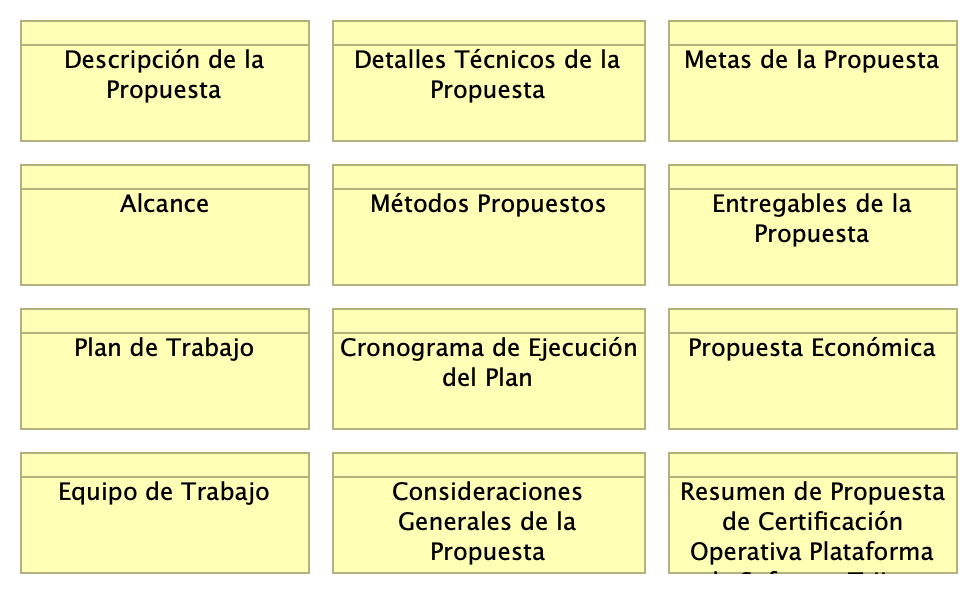 Descripción de la
Propuesta
Detalles Técnicos de la
Propuesta
Metas de la Propuesta
Alcance
Métodos Propuestos
Entregables de la
Propuesta
Plan de Trabajo
Cronograma de Ejecución
del Plan
Propuesta Económica
Equipo de Trabajo
Consideraciones
Generales de la
Propuesta
Resumen de Propuesta
de Certificación
Operativa Plataforma